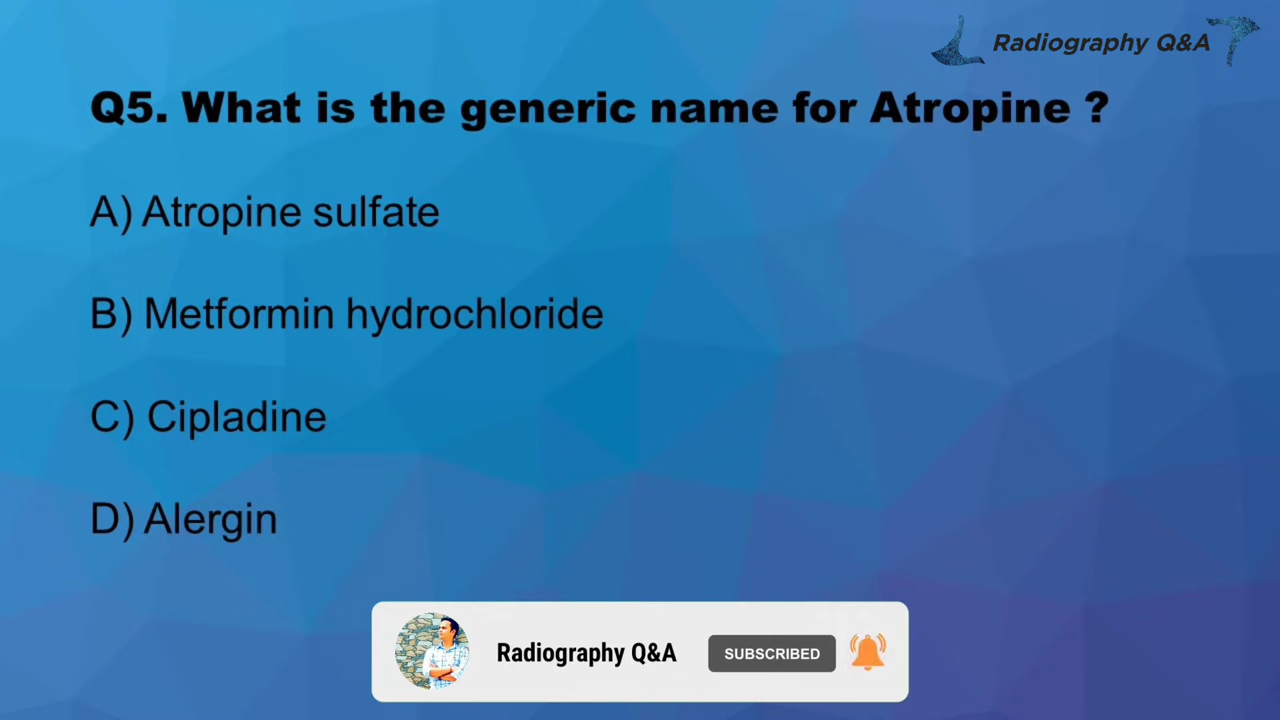 Radiography Q&A
Q5. What is the generic name for Atropine ?
A) Atropine sulfate
B) Metformin hydrochloride
C) Cipladine
D) Alergin
Radiography Q&A
SUBSCRIBED